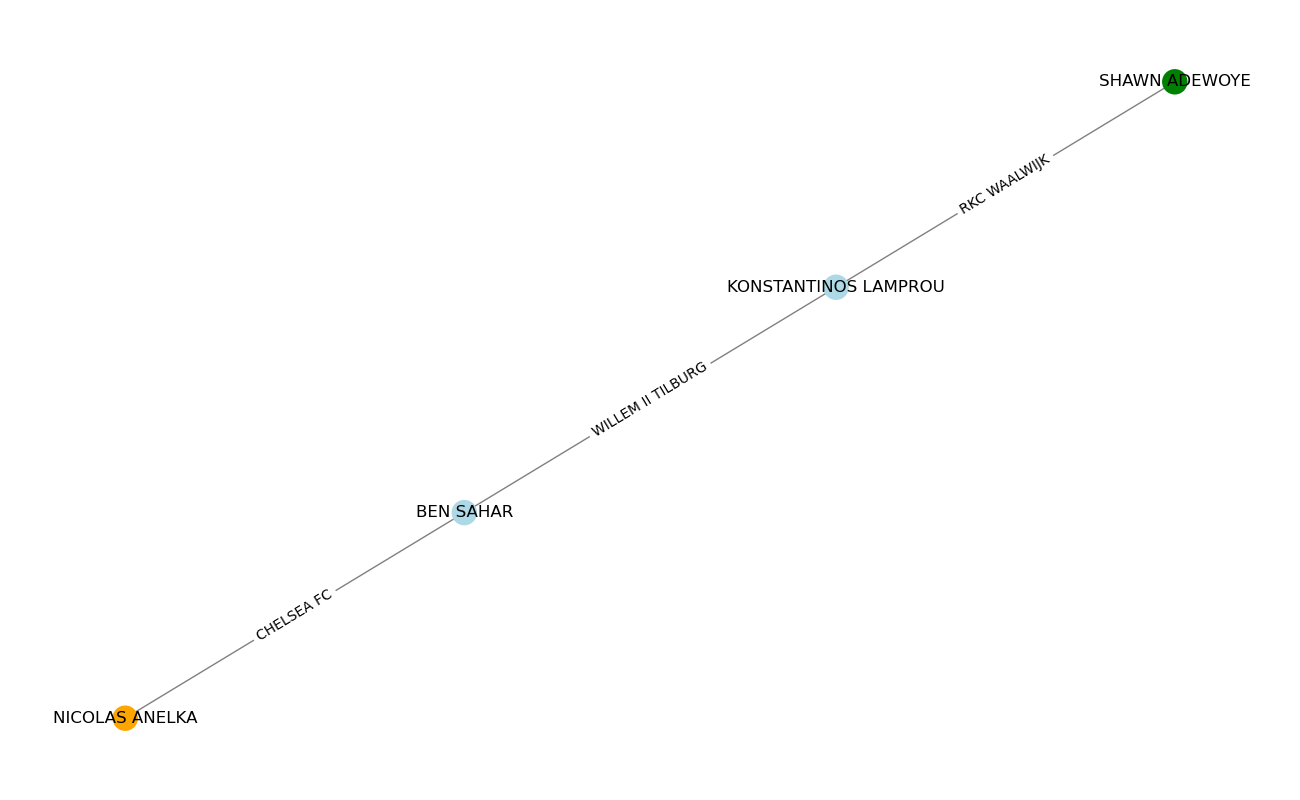 SHAWN ADEWOYE
RKC WAALWIJK
KONSTANTINOS LAMPROU
WILLEM II TILBURG
BEN SAHAR
CHELSEA FC
NICOLAS ANELKA